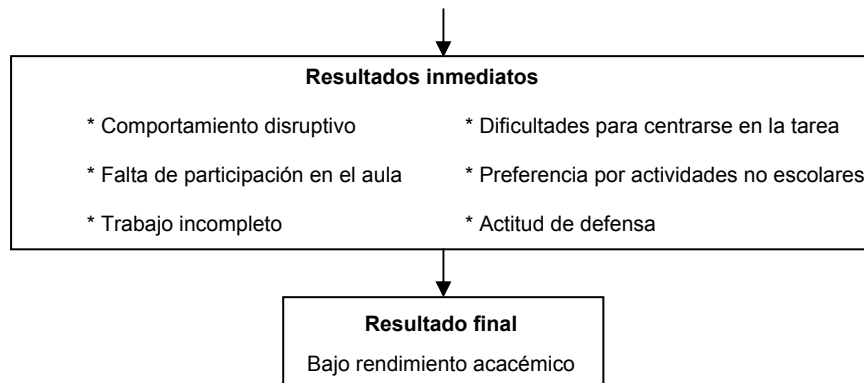 Resultados inmediatos
* Comportamiento disruptivo
* Dificultades para centrarse en la tarea
* Falta de participación en el aula
* Preferencia por actividades no escolares
* Trabajo incompleto
* Actitud de defensa
Resultado final
Bajo rendimiento acacémico